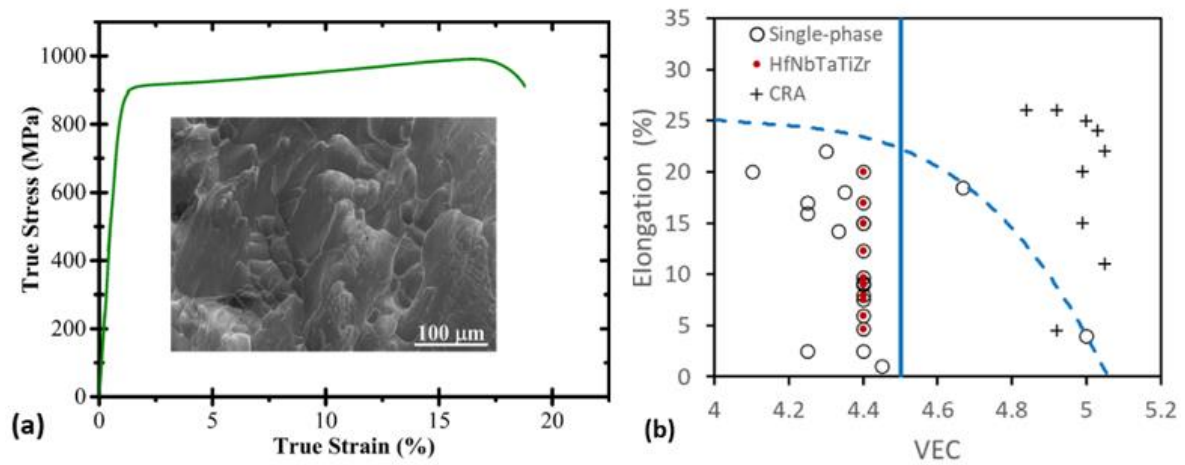 1000
800
600
400
200
0
True Stress (MPa)
100 μm
0
5
10
15
20
True Strain (%)
(a)
40
35
30
25
20
15
10
5
0
Elongation (%)
Single-phase
HfNbTaTiZr
CRA
4
4.2
4.4
4.6
4.8
5
5.2
VEC
(b)